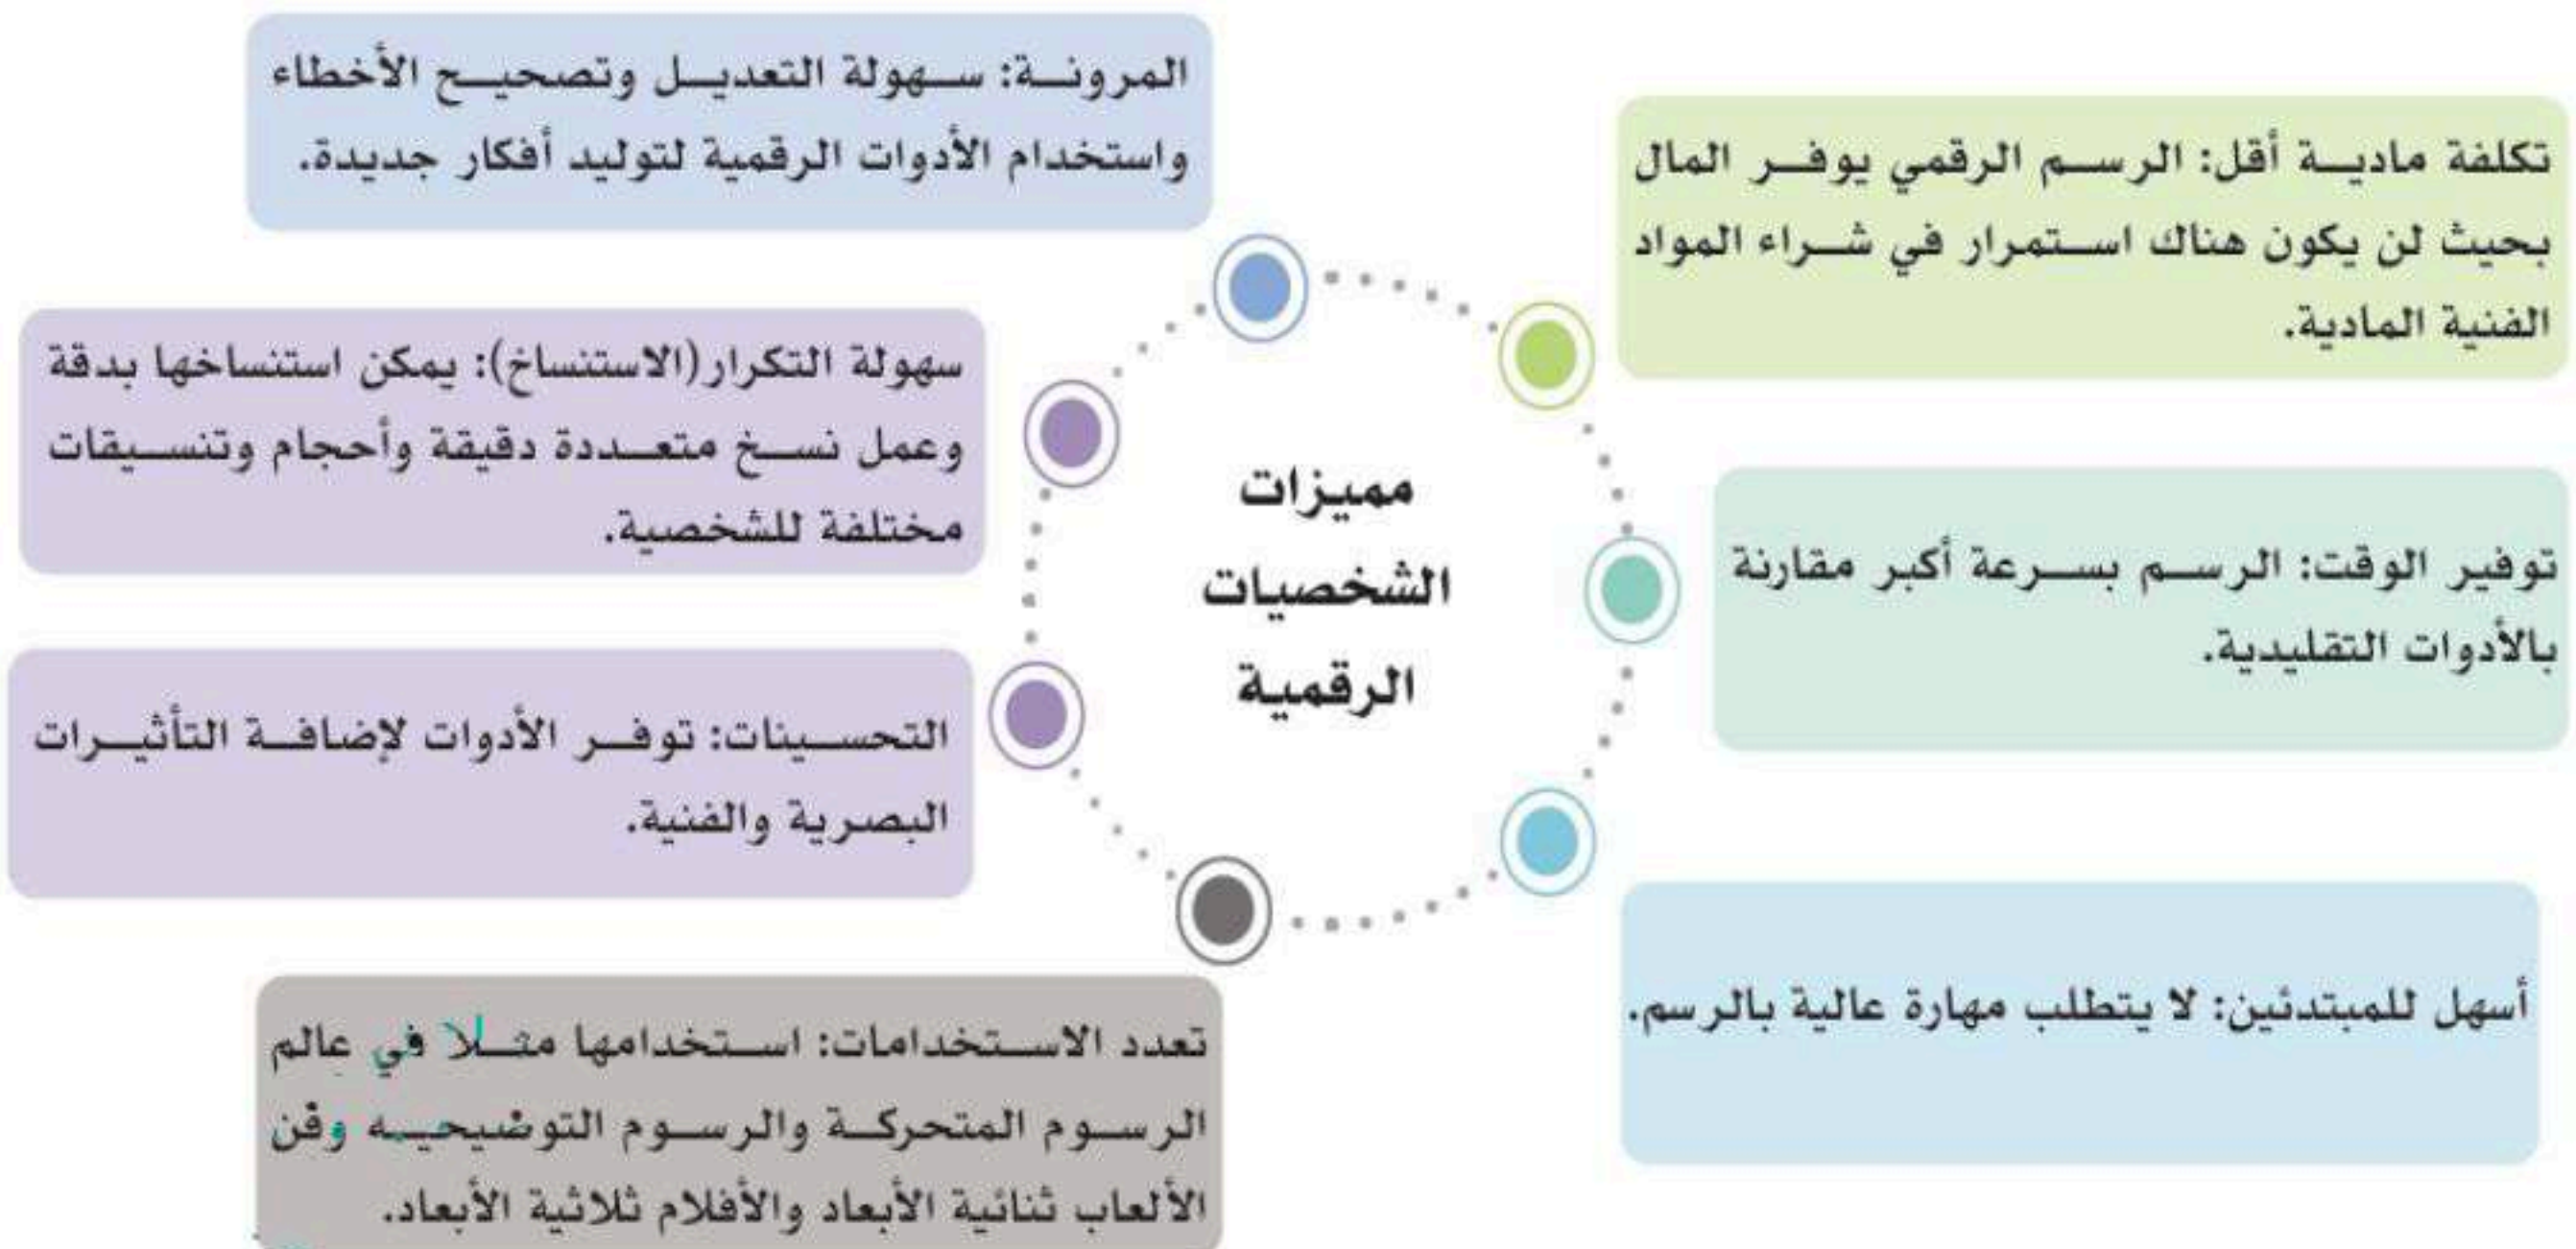 مميزات
الشخصيات
الرقمية
تكلفة مادية أقل: الرسم الرقمي يوفر المال
بحيث لن يكون هناك استمرار في شراء المواد
الفنية المادية.
توفير الوقت: الرسم بسرعة أكبر مقارنة
بالأدوات التقليدية.
أسهل للمبتدئين: لا يتطلب مهارة عالية بالرسم.
المرونة: سهولة التعديل وتصحيح الأخطاء
واستخدام الأدوات الرقمية لتوليد أفكار جديدة.
سهولة التكرار(الاستنساخ): يمكن استنساخها بدقة
وعمل نسخ متعددة دقيقة وأحجام وتنسيقات
مختلفة للشخصية.
التحسينات: توفر الأدوات لإضافة التأثيرات
البصرية والفنية.
تعدد الاستخدامات: استخدامها مثلا في عالم
الرسوم المتحركة والرسوم التوضيحيه وفن
الألعاب ثنائية الأبعاد والأفلام ثلاثية الأبعاد.